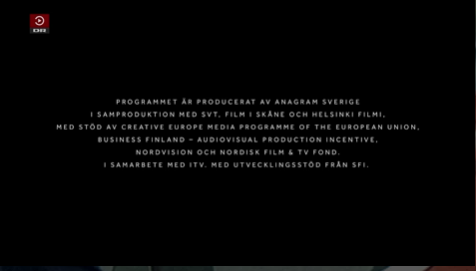 DR
PROGRAMMET ÄR PRODUCERAT AV ANAGRAM SVERIGE
I SAMPRODUKTION MED SVT, FILM I SKÅNE OCH HELSINKI FILMI,
MED STÖD AV CREATIVE EUROPE MEDIA PROGRAMME OF THE EUROPEAN UNION,
BUSINESS FINLAND – AUDIOVISUAL PRODUCTION INCENTIVE,
NORDVISION OCH NORDISK FILM & TV FOND.
I SAMARBETE MED ITV. MED UTVECKLINGSSTÖD FRÅN SFI.